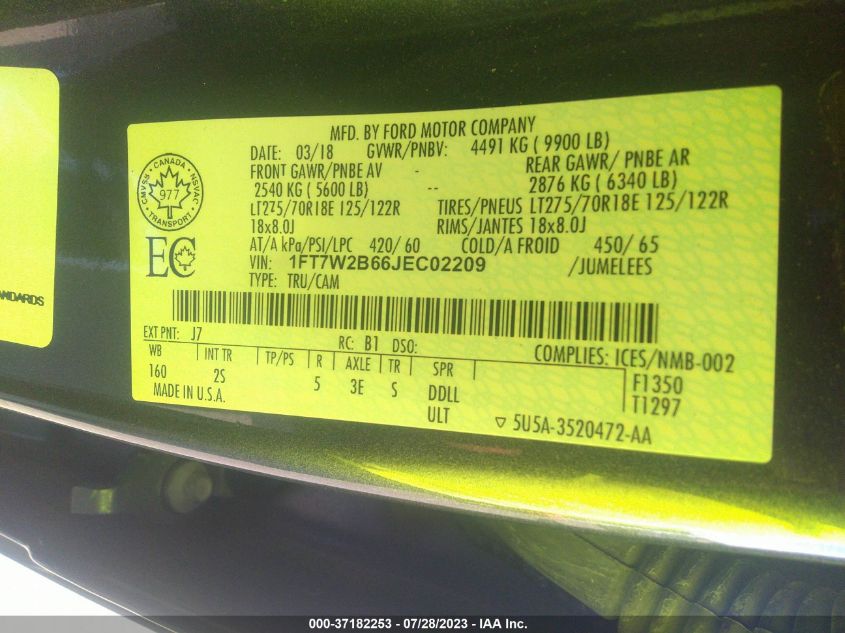 MFD. BY FORD MOTOR COMPANY
DATE: 03/18 GVWR/PNBV: 4491 KG ( 9900 LB)
FRONT GAWR/PNBE AV - REAR GAWR/ PNBE AR
2540 KG ( 5600 LB) -- 2876 KG ( 6340 LB)
LT275/70R18E 125/122R TIRES/PNEUS LT275/70R18E 125/122R
18x8.0J RIMS/JANTES 18x8.0J
AT/A kPa/PSI/LPC 420/ 60 COLD/A FROID 450/ 65
VIN: 1FT7W2B66JEC02209 /JUMELEES
TYPE: TRU/CAM
CANADA
CMVSS NSVAC
977
TRANSPORT
EC
ANDARDS
EXT PNT: J7 RC: B1 DSO: COMPLIES: ICES/NMB-002
WB INT TR TP/PS R AXLE TR SPR F1350
160 2S 5 3E S DDLL T1297
MADE IN U.S.A. ULT ▽ 5U5A-3520472-AA
000-37182253 - 07/28/2023 - IAA Inc.